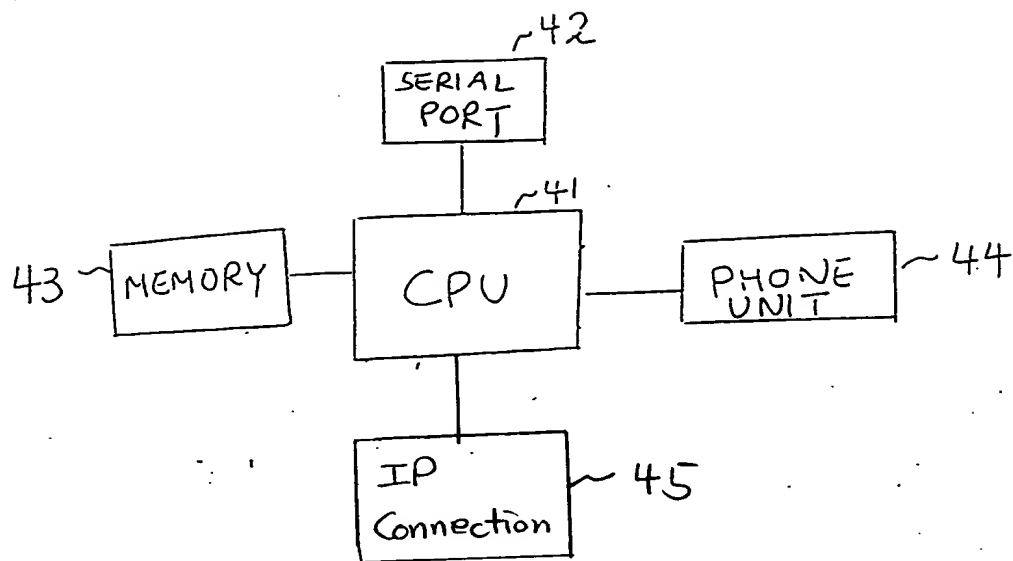 42
SERIAL
PORT
41
43
MEMORY
CPU
PHONE
UNIT
44
IP
Connection
45